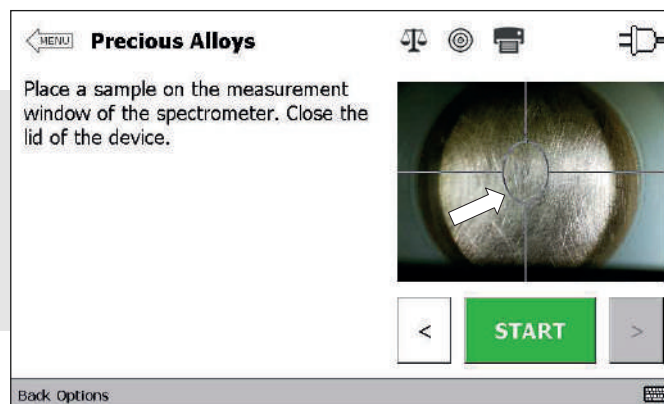 MENU Precious Alloys
Place a sample on the measurement
window of the spectrometer. Close the
lid of the device.
< START >
Back Options